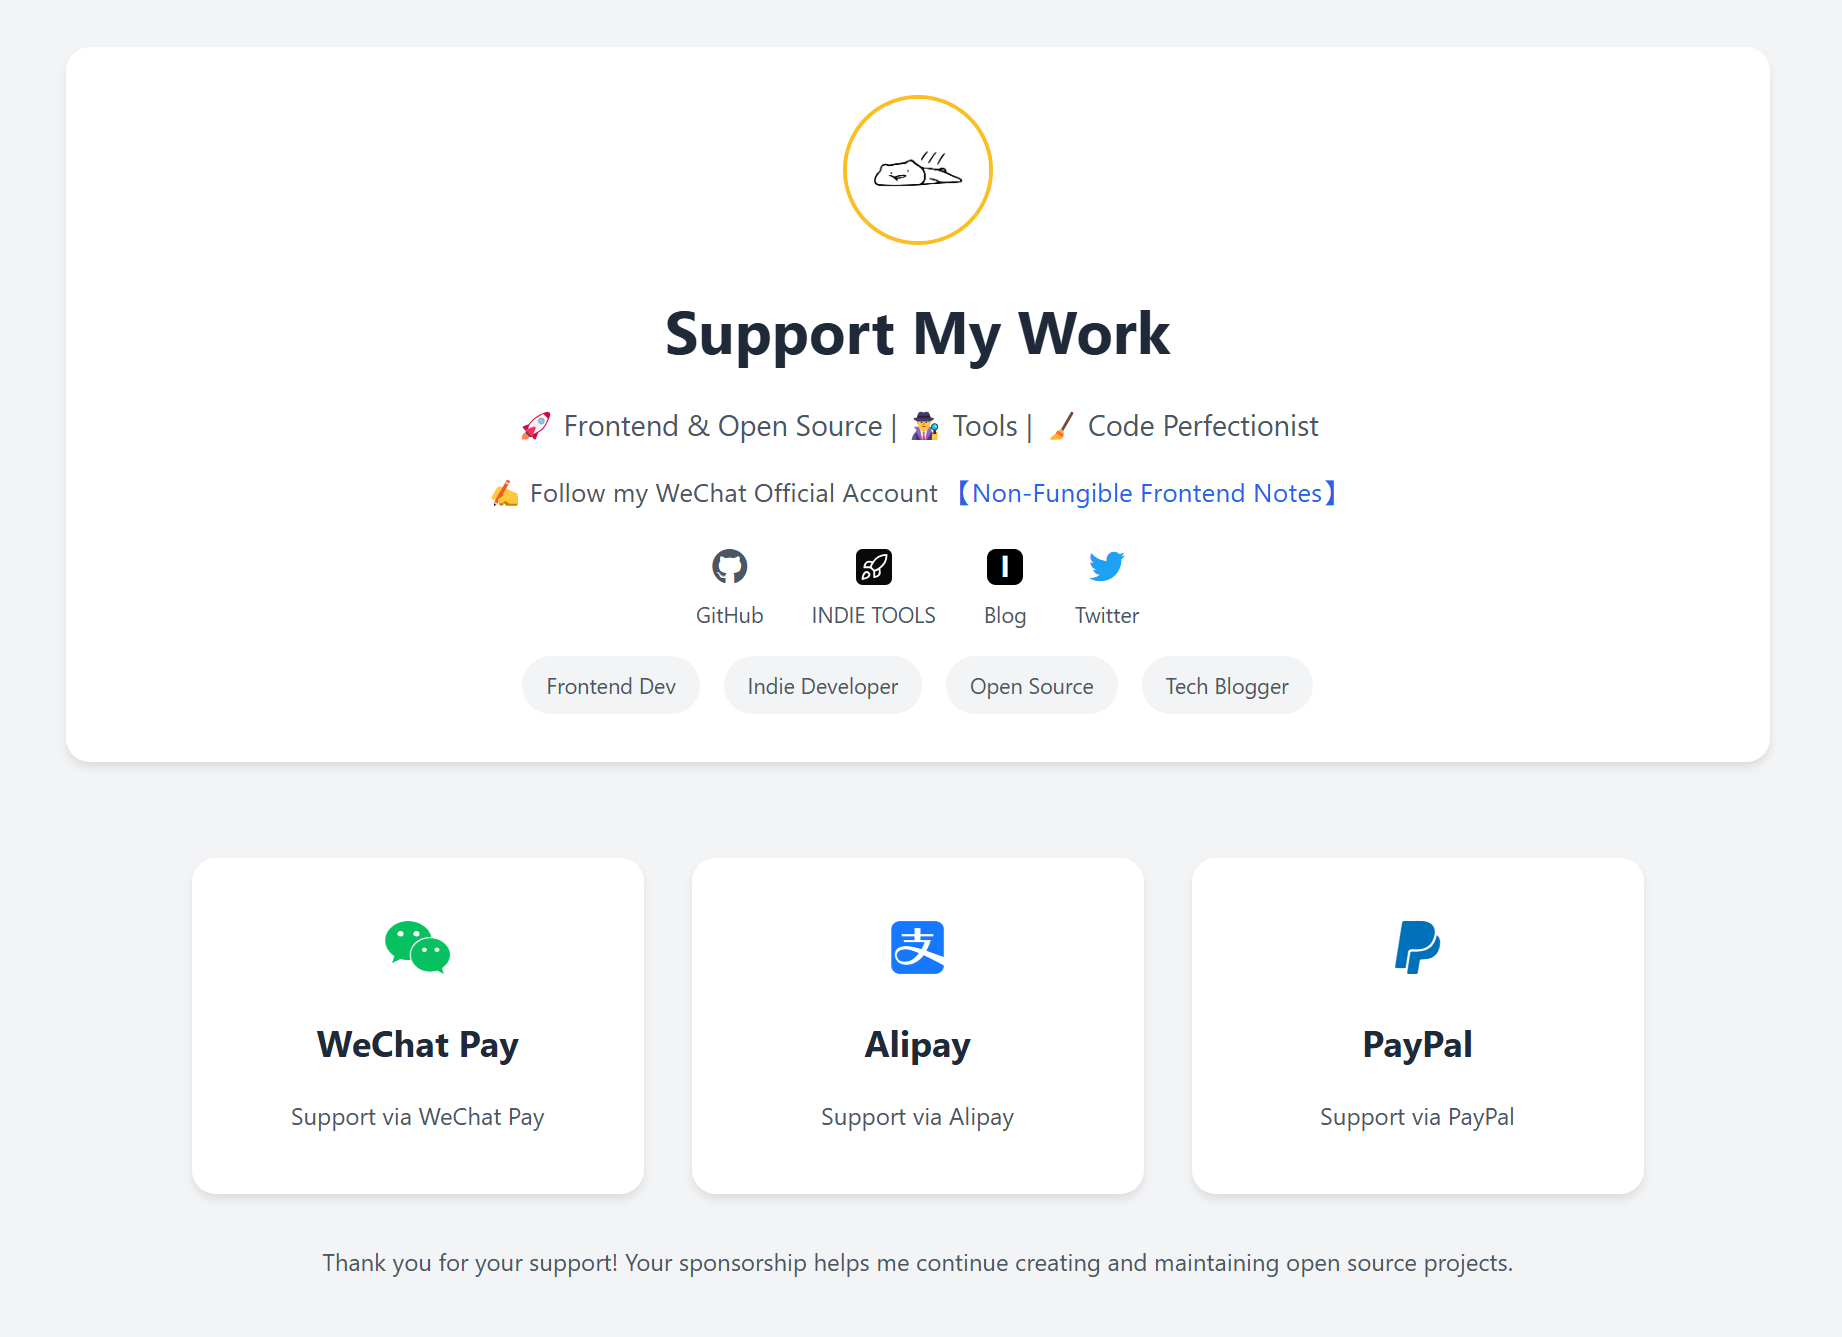 Support My Work
🚀 Frontend & Open Source | 🕵️ Tools | 🧹 Code Perfectionist
✍️ Follow my WeChat Official Account 【Non-Fungible Frontend Notes】
I
GitHub INDIE TOOLS Blog Twitter
Frontend Dev Indie Developer Open Source Tech Blogger
支
WeChat Pay Alipay PayPal
Support via WeChat Pay Support via Alipay Support via PayPal
Thank you for your support! Your sponsorship helps me continue creating and maintaining open source projects.